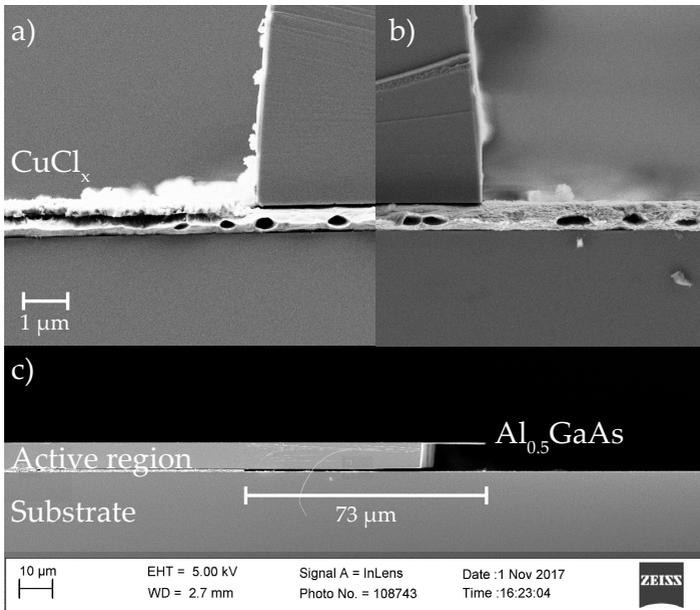 a)
b)
CuClx
1 µm
c)
Al0.5GaAs
Active region
73 µm
Substrate
10 µm
EHT = 5.00 kV
Signal A = InLens
Date :1 Nov 2017
WD = 2.7 mm
Photo No. = 108743
Time :16:23:04
ZEISS